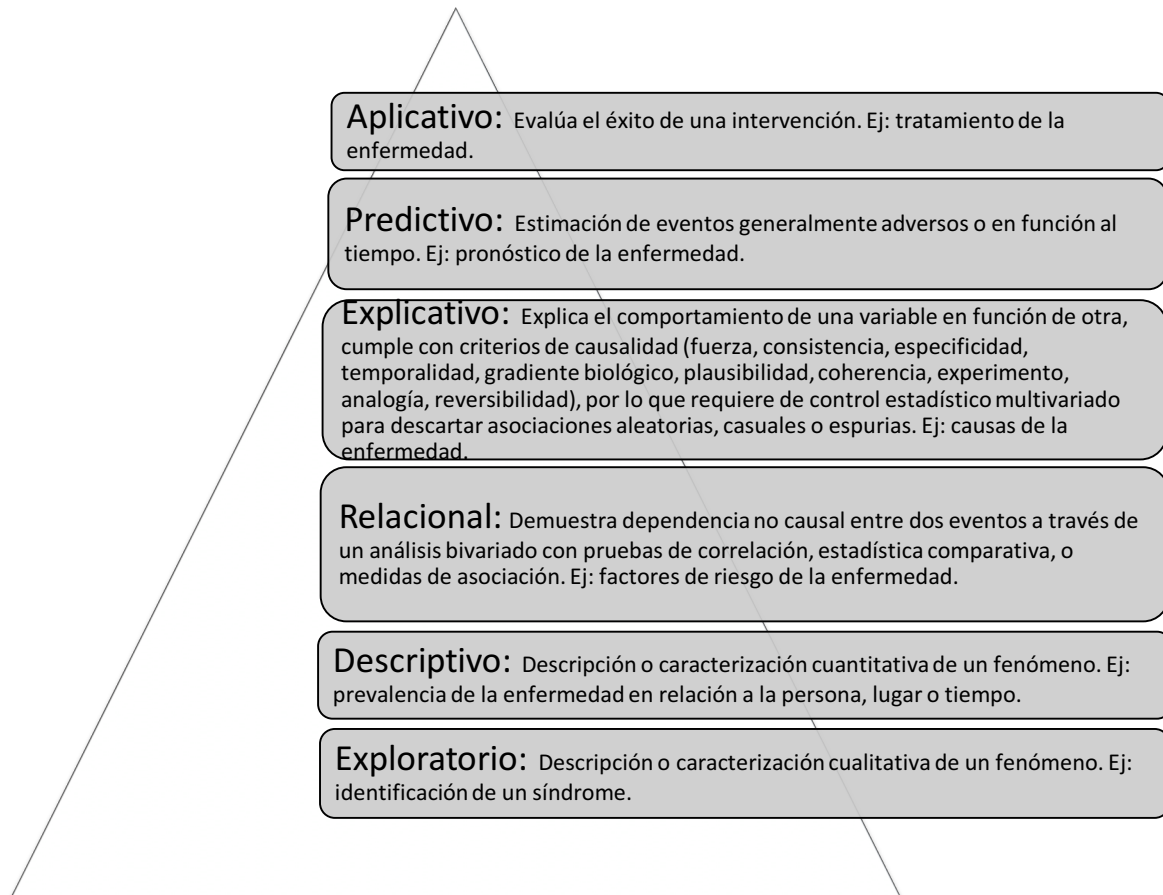 Aplicativo: Evalúa el éxito de una intervención. Ej: tratamiento de la
enfermedad.
Predictivo: Estimación de eventos generalmente adversos o en función al
tiempo. Ej: pronóstico de la enfermedad.
Explicativo: Explica el comportamiento de una variable en función de otra,
cumple con criterios de causalidad (fuerza, consistencia, especificidad,
temporalidad, gradiente biológico, plausibilidad, coherencia, experimento,
analogía, reversibilidad), por lo que requiere de control estadístico multivariado
para descartar asociaciones aleatorias, casuales o espurias. Ej: causas de la
enfermedad.
Relacional: Demuestra dependencia no causal entre dos eventos a través de
un análisis bivariado con pruebas de correlación, estadística comparativa, o
medidas de asociación. Ej: factores de riesgo de la enfermedad.
Descriptivo: Descripción o caracterización cuantitativa de un fenómeno. Ej:
prevalencia de la enfermedad en relación a la persona, lugar o tiempo.
Exploratorio: Descripción o caracterización cualitativa de un fenómeno. Ej:
identificación de un síndrome.